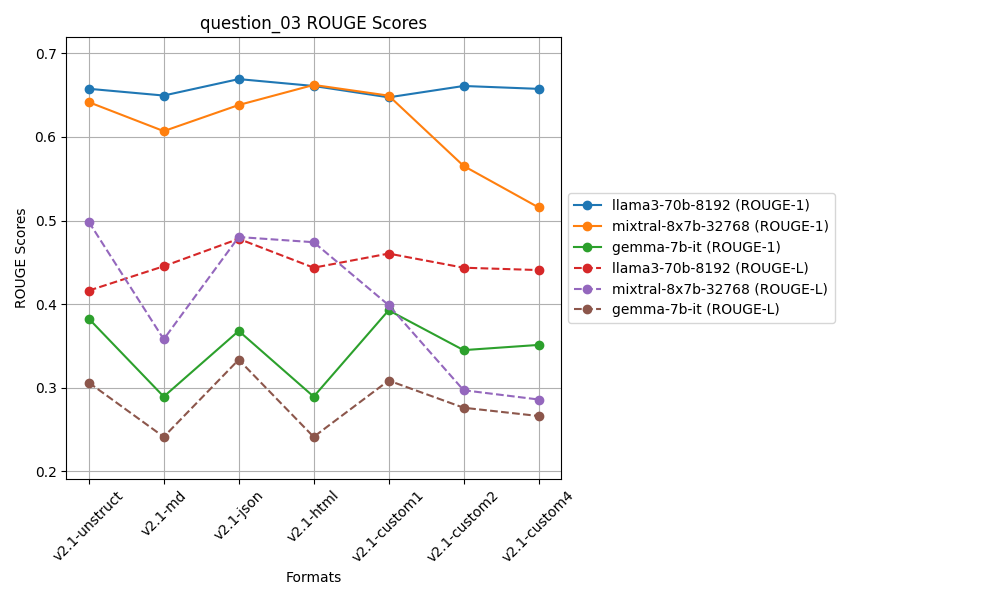 question_03 ROUGE Scores
ROUGE Scores
0.7
0.6
0.5
0.4
0.3
0.2
v2.1-unstruct
v2.1-md
v2.1-json
v2.1-html
v2.1-custom1
v2.1-custom2
v2.1-custom4
Formats
llama3-70b-8192 (ROUGE-1)
mixtral-8x7b-32768 (ROUGE-1)
gemma-7b-it (ROUGE-1)
llama3-70b-8192 (ROUGE-L)
mixtral-8x7b-32768 (ROUGE-L)
gemma-7b-it (ROUGE-L)